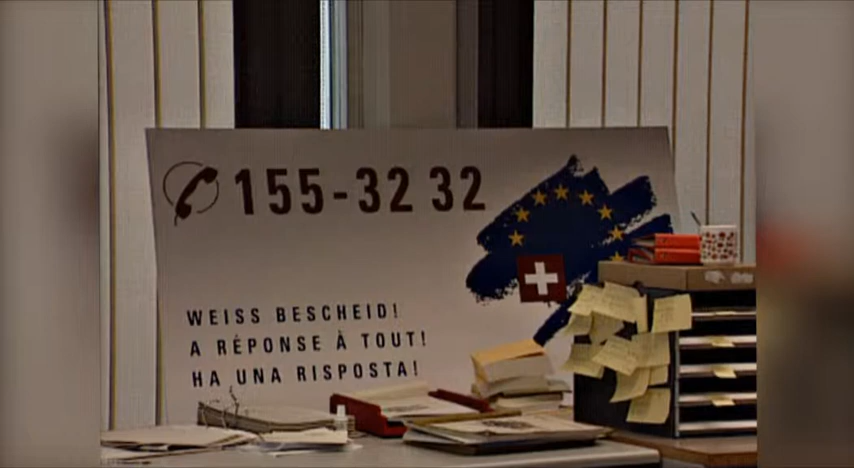 155-32 32
WEISS BESCHEID!
A RÉPONSE À TOUT!
HA UNA RISPOSTA!